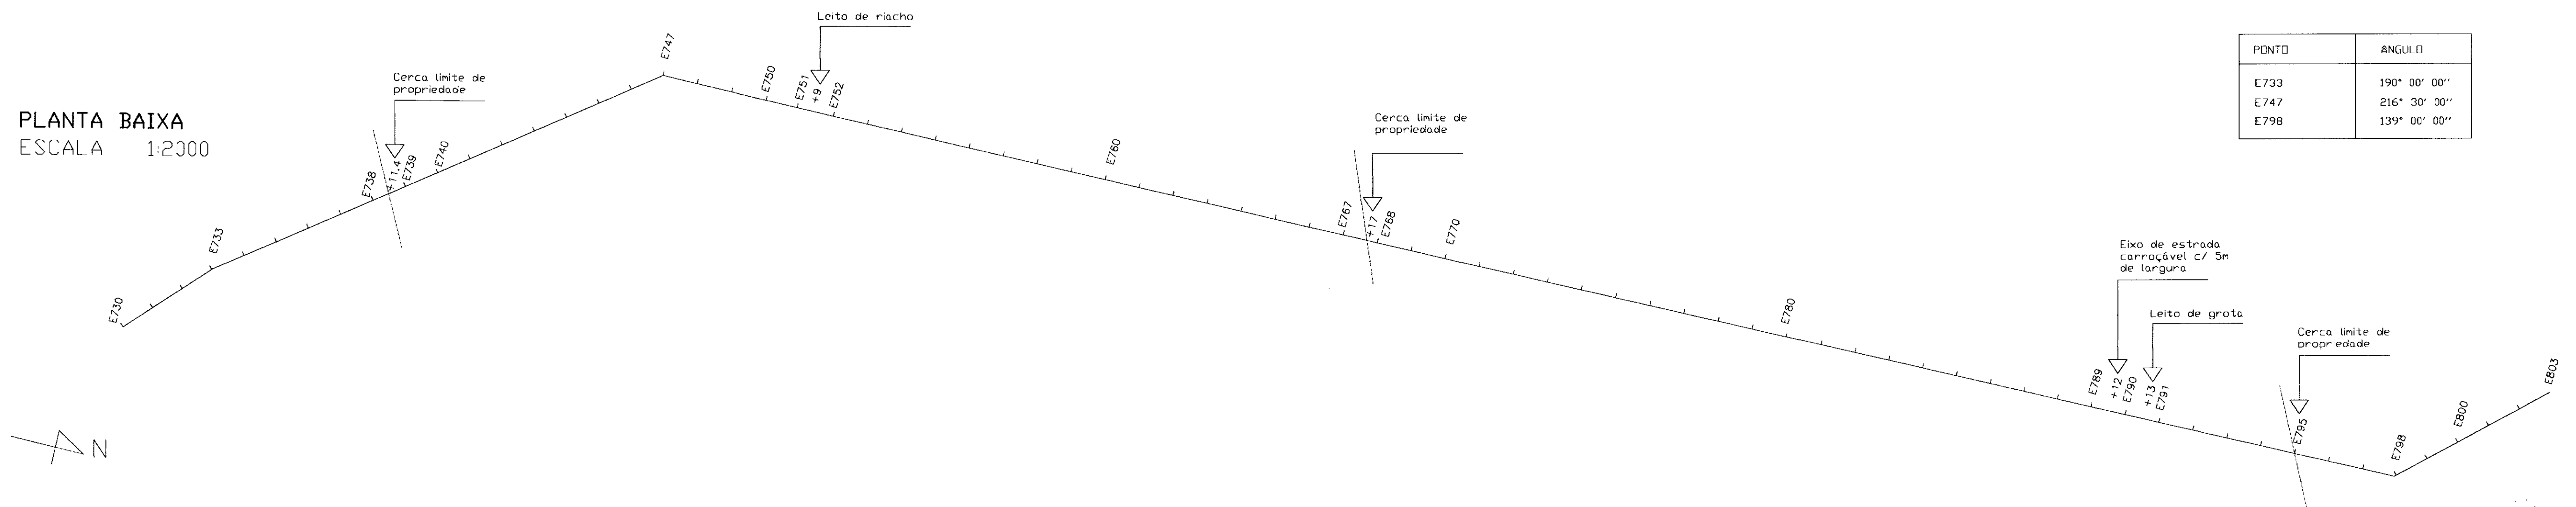 PLANTA BAIXA
ESCALA 1:2000
E730
E733
Cerca limite de
propriedade
E738
+11.4
E739
E740
E747
E750
E751
Leito de riacho
+9
E752
E760
Cerca limite de
propriedade
E767
+17
E768
E770
E780
Eixo de estrada
carroçável c/ 5m
de largura
E789
+12
E790
Leito de grota
+13
E791
Cerca limite de
propriedade
E795
E798
E800
E803
PONTO ÂNGULO
E733 190° 00' 00''
E747 216° 30' 00''
E798 139° 00' 00''
N